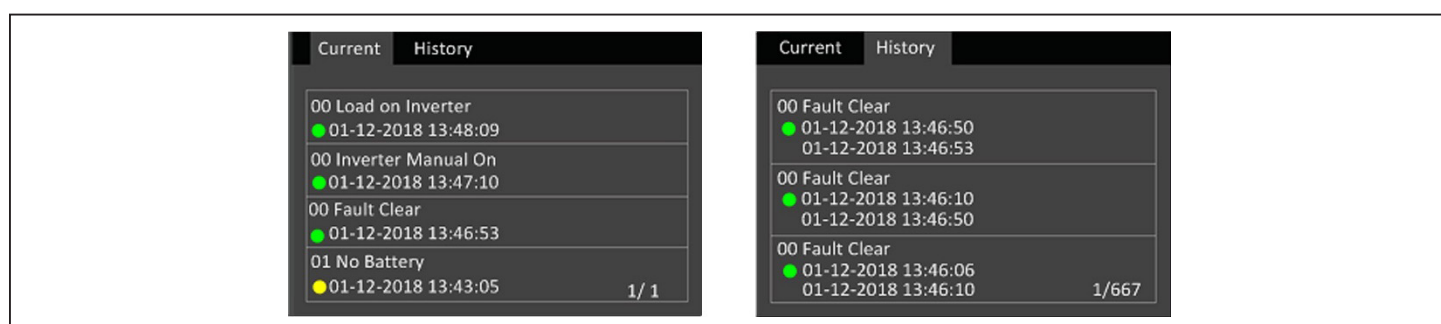 Current History
00 Load on Inverter
01-12-2018 13:48:09
00 Inverter Manual On
01-12-2018 13:47:10
00 Fault Clear
01-12-2018 13:46:53
01 No Battery
01-12-2018 13:43:05 1/ 1
Current History
00 Fault Clear
01-12-2018 13:46:50
01-12-2018 13:46:53
00 Fault Clear
01-12-2018 13:46:10
01-12-2018 13:46:50
00 Fault Clear
01-12-2018 13:46:06
01-12-2018 13:46:10 1/667